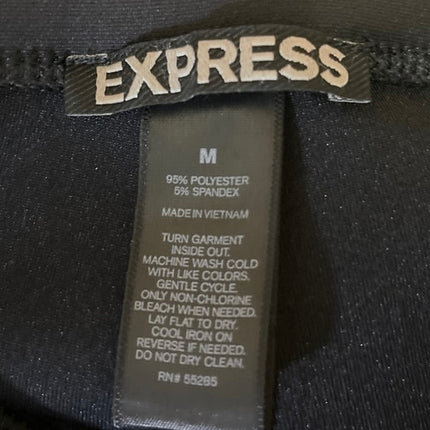 EXPRESS
M
95% POLYESTER
5% SPANDEX
MADE IN VIETNAM
TURN GARMENT
INSIDE OUT.
MACHINE WASH COLD
WITH LIKE COLORS,
GENTLE CYCLE.
ONLY NON-CHLORINE
BLEACH WHEN NEEDED.
LAY FLAT TO DRY.
COOL IRON ON
REVERSE IF NEEDED.
DO NOT DRY CLEAN.
RN# 55285